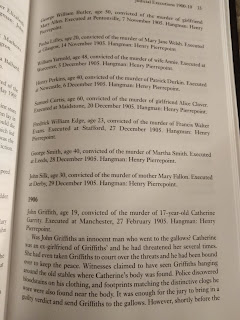 Judicial Executions 1900-19 33
George William Butler, age 50, convicted of the murder of girlfriend
Mary Allen. Executed at Pentonville, 7 November 1905. Hangman: Henry
Pierrepoint.
age 26, convicted of the murder of Mary Jane Welsh. Executed
at Glasgow, 14 November 1905. Hangman: Henry Pierrepoint.
William Yarnold, age 48, convicted of the murder of wife Annie. Executed at
5 December 1905. Hangman: Henry Pierrepoint.
Henry Perkins, age 40, convicted of the murder of Patrick Durkin. Executed
at Newcastle, 6 December 1905. Hangman: Henry Pierrepoint.
Samuel Curtis, age 60, convicted of the murder of girlfriend Alice Clover.
Executed at Maidstone, 20 December 1905. Hangman: Henry Pierrepoint.
Fredrick William Edge, age 23, convicted of the murder of Francis Walter
Evans. Executed at Stafford, 27 December 1905. Hangman: Henry
Pierrepoint.
George Smith, age 40, convicted of the murder of Martha Smith. Executed
at Leeds, 28 December 1905. Hangman: Henry Pierrepoint.
John Silk, age 30, convicted of the murder of mother Mary Fallon. Executed
at Derby, 29 December 1905. Hangman: Henry Pierrepoint.
1906
John Griffith, age 19, convicted of the murder of 17-year-old Catherine
Garrity. Executed at Manchester, 27 February 1905. Hangman: Henry
Pierrepoint.
Was John Griffiths an innocent man who went to the gallows? Catherine
was an ex-girlfriend of Griffiths' and he had threatened her several times.
She had even taken Griffiths to court over the threats and he had been bound
over to keep the peace. Witnesses claimed to have seen Griffiths hanging
around the old stables where Catherine's body was found. Police discovered
bloodstains on his clothing, and footprints matching the distinctive clogs he
wore were also found near the body. It was enough for the jury to bring in a
guilty verdict and send Griffiths to the gallows. However, shortly before the